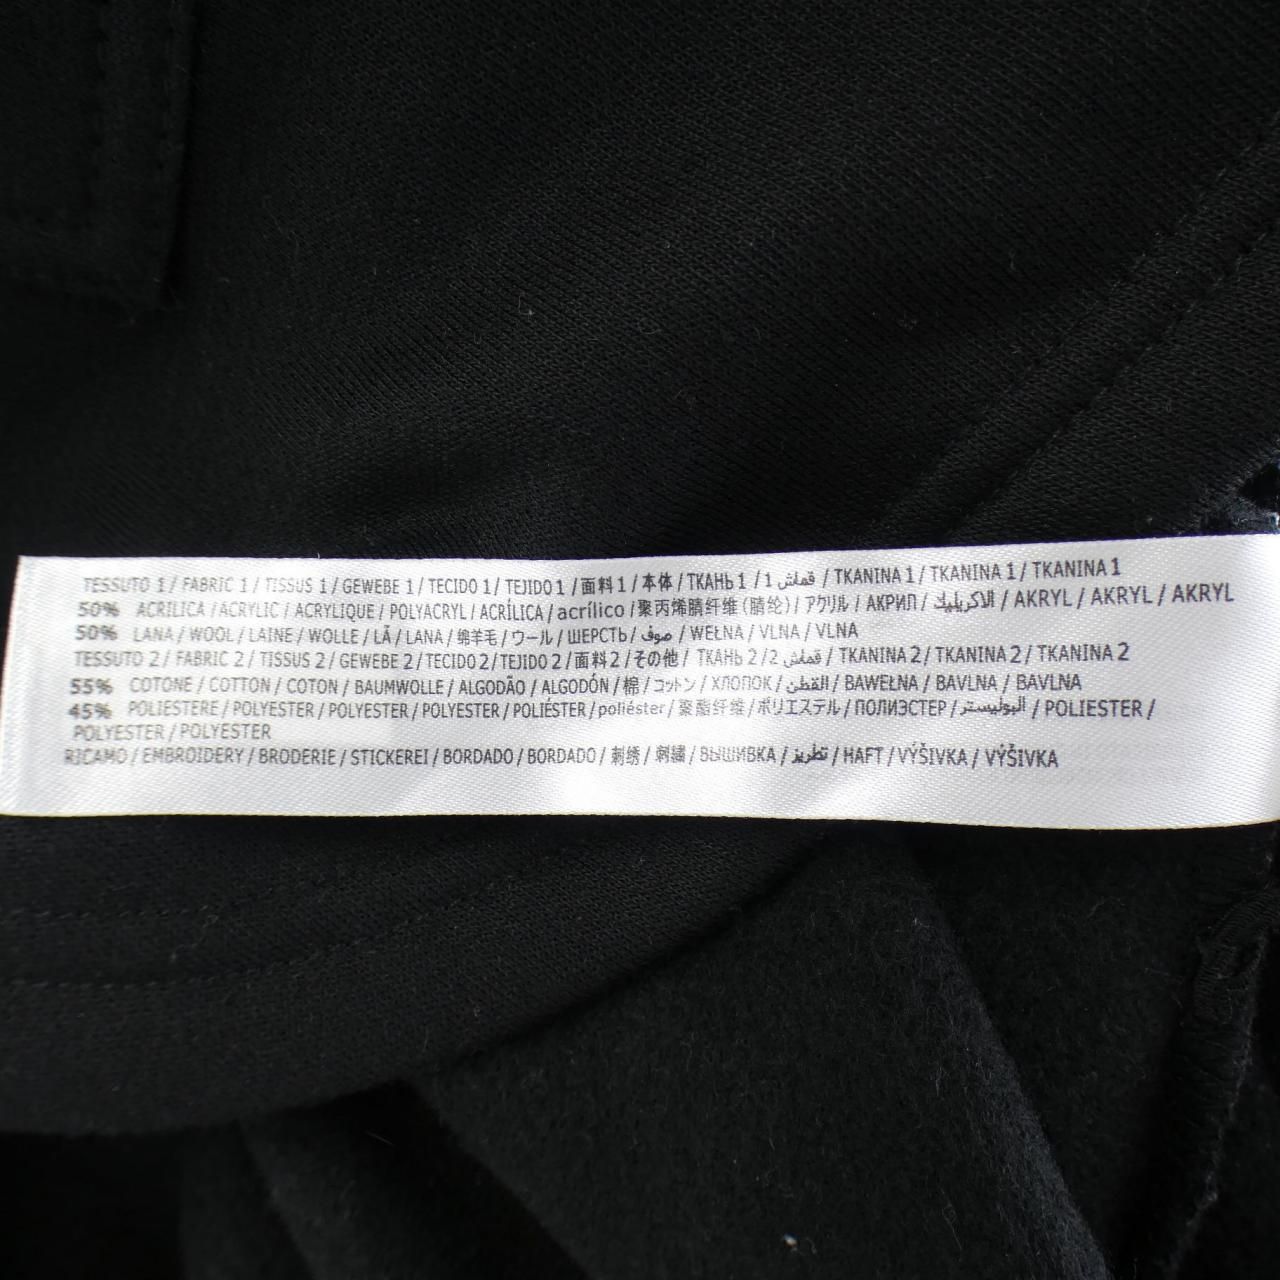 TESSUTO 1 / FABRIC 1 / TISSUS 1 / GEWEBE 1 / TECIDO 1 / TEJIDO 1 / 面料 1 / 本体 / ТКАНЬ 1 / 1 قماش / TKANINA 1 / TKANINA 1 / TKANINA 1
50% ACRILICA / ACRYLIC / ACRYLIQUE / POLYACRYL / ACRÍLICA / acrílico / 聚丙烯腈纤维 (腈纶) / アクリル / АКРИЛ / الاكريليك / AKRYL / AKRYL / AKRYL
50% LANA / WOOL / LAINE / WOLLE / LÃ / LANA / 绵羊毛 / ウール / ШЕРСТЬ / صوف / WEŁNA / VLNA / VLNA
TESSUTO 2 / FABRIC 2 / TISSUS 2 / GEWEBE 2 / TECIDO 2 / TEJIDO 2 / 面料 2 / その他 / ТКАНЬ 2 / 2 قماش / TKANINA 2 / TKANINA 2 / TKANINA 2
55% COTONE / COTTON / COTON / BAUMWOLLE / ALGODÃO / ALGODÓN / 棉 / コットン / ХЛОПОК / القطن / BAWEŁNA / BAVLNA / BAVLNA
45% POLIESTERE / POLYESTER / POLYESTER / POLYESTER / POLIÉSTER / poliéster / 聚酯纤维 / ポリエステル / ПОЛИЭСТЕР / البوليستر / POLIESTER /
POLYESTER / POLYESTER
RICAMO / EMBROIDERY / BRODERIE / STICKEREI / BORDADO / BORDADO / 刺绣 / 刺繍 / ВЫШИВКА / تطريز / HAFT / VÝŠIVKA / VÝŠIVKA